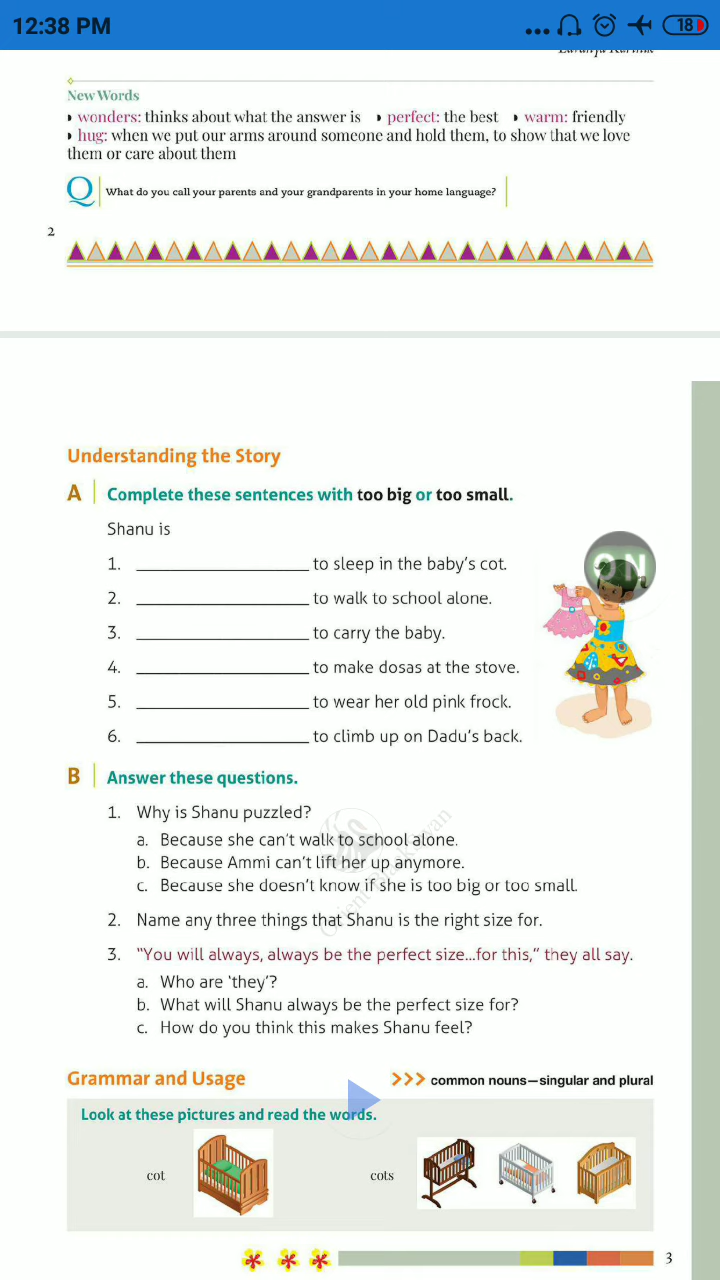 12:38 PM
18
New Words
wonders: thinks about what the answer is perfect: the best warm: friendly
hug: when we put our arms around someone and hold them, to show that we love
them or care about them
Q What do you call your parents and your grandparents in your home language?
2
Understanding the Story
A Complete these sentences with too big or too small.
Shanu is
1. ____________________ to sleep in the baby's cot.
2. ____________________ to walk to school alone.
3. ____________________ to carry the baby.
4. ____________________ to make dosas at the stove.
5. ____________________ to wear her old pink frock.
6. ____________________ to climb up on Dadu's back.
ON
B Answer these questions.
1. Why is Shanu puzzled?
a. Because she can't walk to school alone.
b. Because Ammi can't lift her up anymore.
c. Because she doesn't know if she is too big or too small.
2. Name any three things that Shanu is the right size for.
3. “You will always, always be the perfect size...for this,” they all say.
a. Who are ‘they’?
b. What will Shanu always be the perfect size for?
c. How do you think this makes Shanu feel?
Grammar and Usage >>> common nouns—singular and plural
Look at these pictures and read the words.
cot cots
3